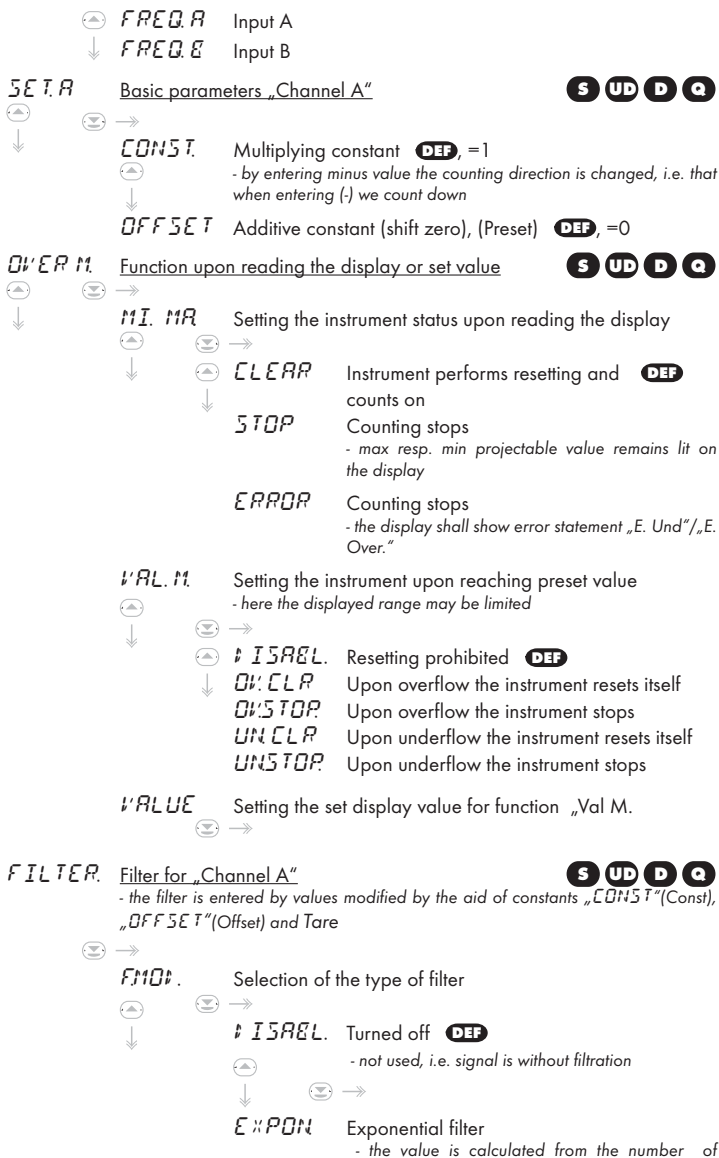 FREQ. A Input A
FREQ. B Input B
SET. A Basic parameters „Channel A“ S UD D Q
CONST. Multiplying constant DEF, =1
- by entering minus value the counting direction is changed, i.e. that
when entering (-) we count down
OFFSET Additive constant (shift zero), (Preset) DEF, =0
OVER M. Function upon reading the display or set value S UD D Q
MI. MA. Setting the instrument status upon reading the display
CLEAR Instrument performs resetting and DEF
counts on
STOP Counting stops
- max resp. min projectable value remains lit on
the display
ERROR Counting stops
- the display shall show error statement „E. Und“/„E.
Over.“
VAL. M. Setting the instrument upon reaching preset value
- here the displayed range may be limited
DISABL. Resetting prohibited DEF
OV. CLR Upon overflow the instrument resets itself
OV.STOP. Upon overflow the instrument stops
UN. CLR Upon underflow the instrument resets itself
UN.STOP. Upon underflow the instrument stops
VALUE Setting the set display value for function „Val M.
FILTER. Filter for „Channel A“ S UD D Q
- the filter is entered by values modified by the aid of constants „CONST“(Const),
„OFFSET“(Offset) and Tare
F.MOD. Selection of the type of filter
DISABL. Turned off DEF
- not used, i.e. signal is without filtration
EXPON. Exponential filter
- the value is calculated from the number of